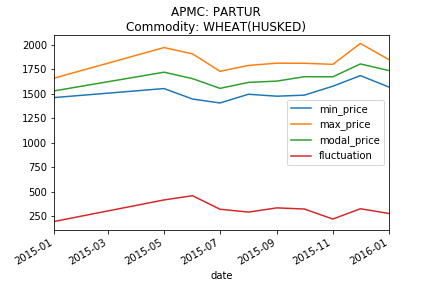 APMC: PARTUR
Commodity: WHEAT(HUSKED)
2000
1750
1500
1250
1000
750
500
250
min_price
max_price
modal_price
fluctuation
2015-01
2015-03
2015-05
2015-07
2015-09
2015-11
2016-01
date